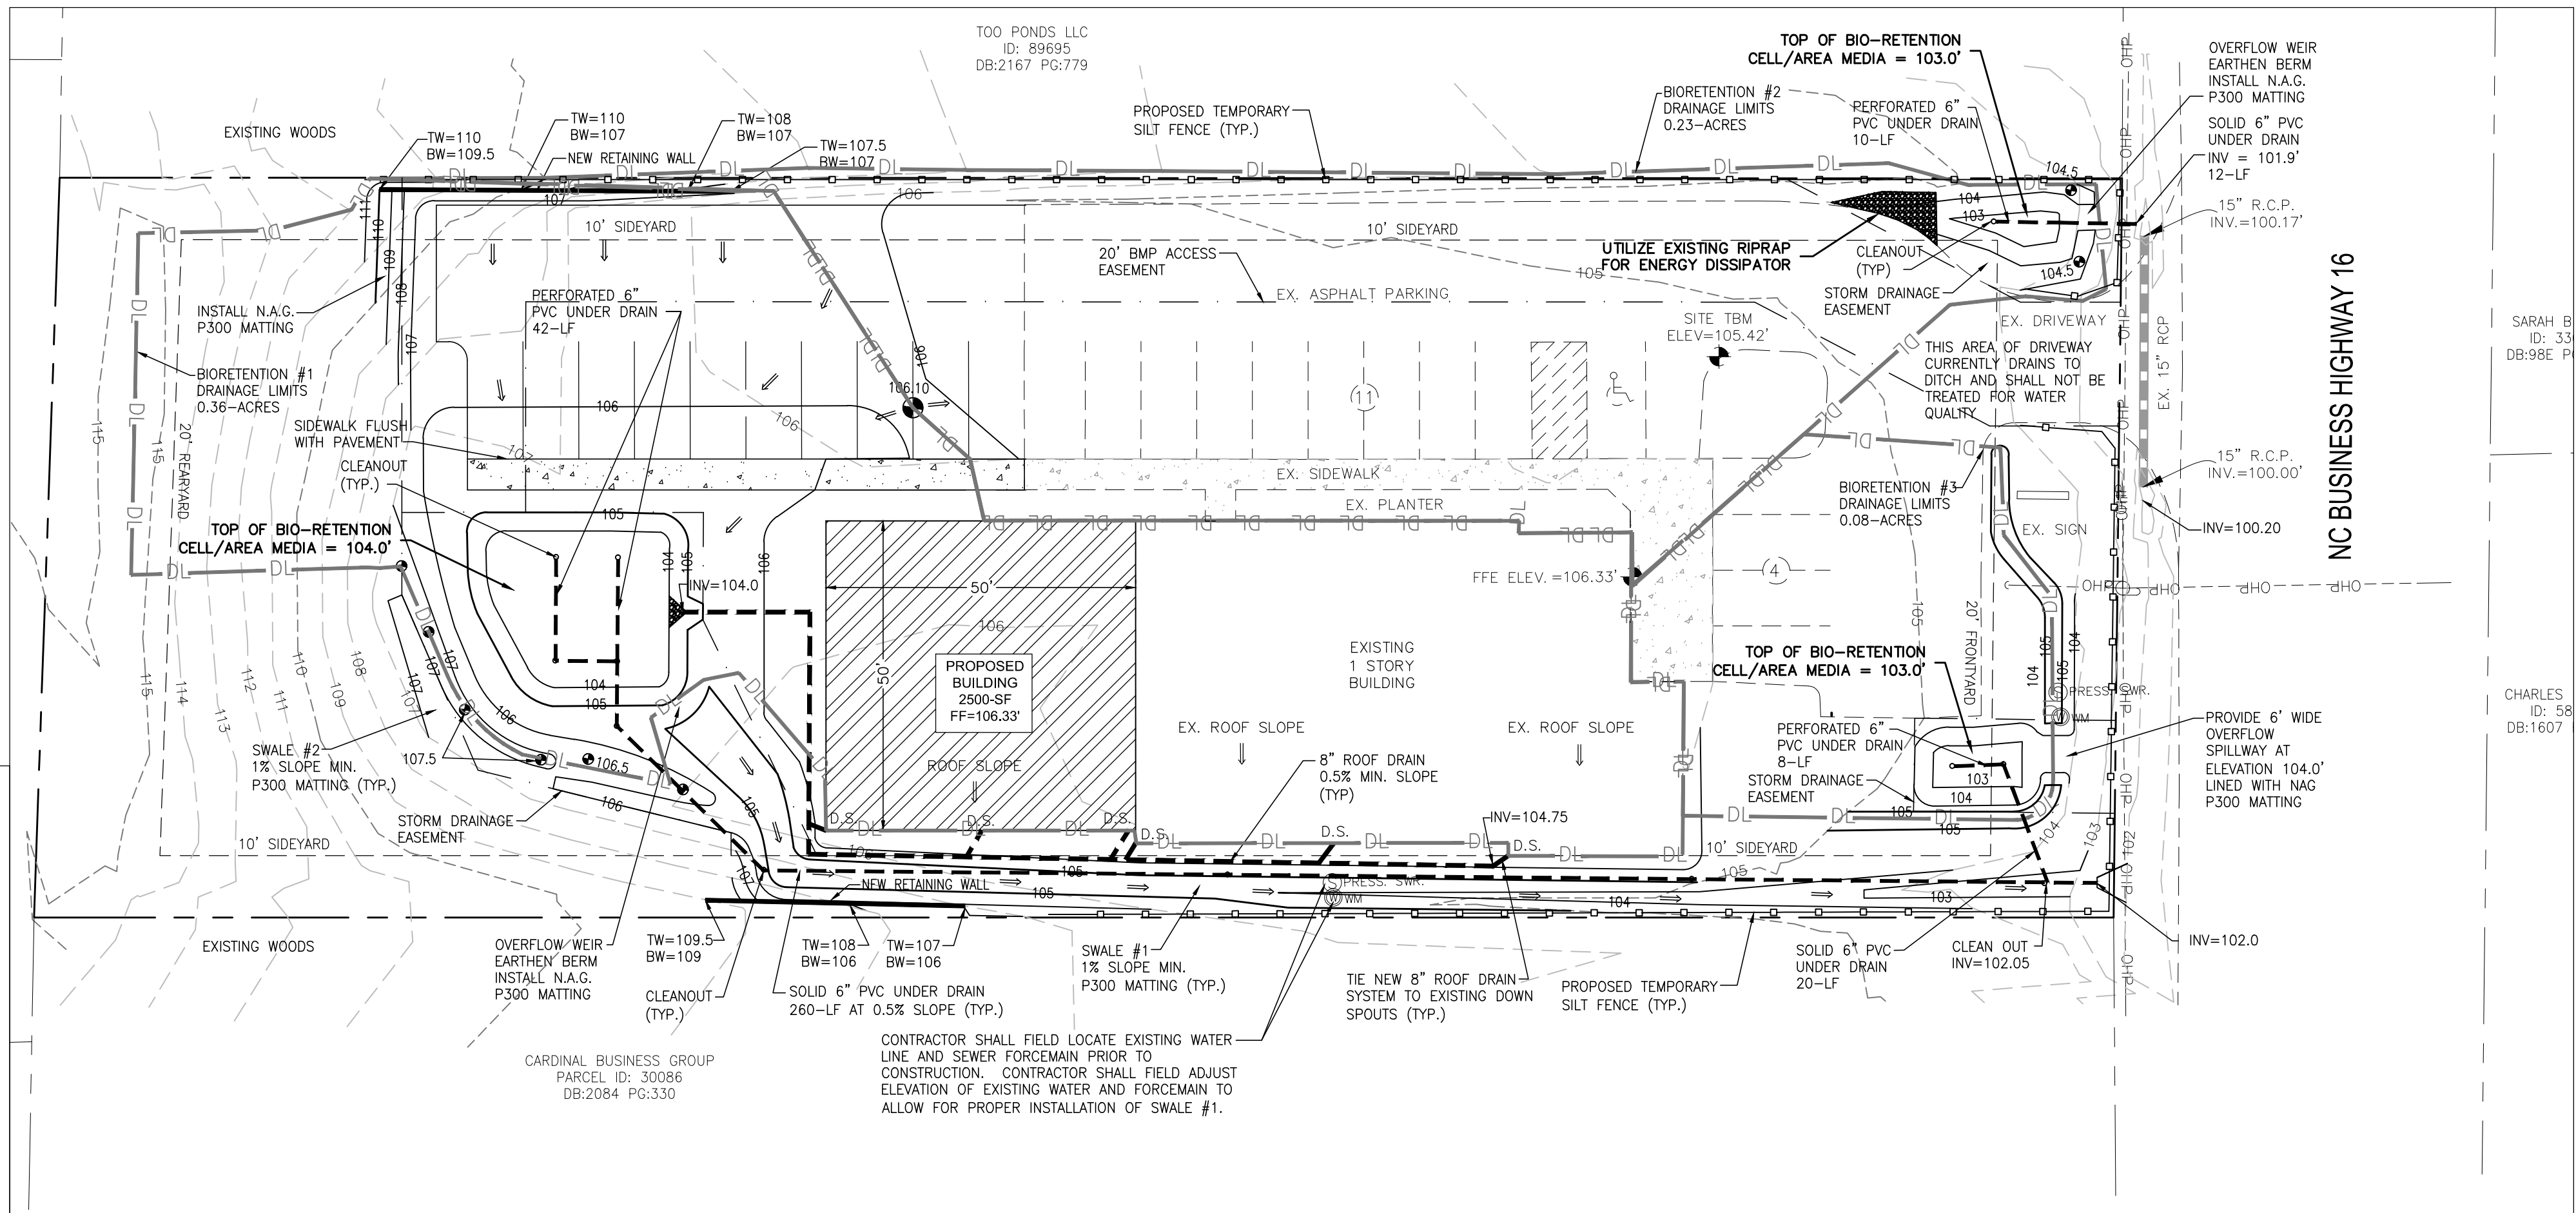 TOO PONDS LLC
ID: 89695
DB:2167 PG:779
TOP OF BIO-RETENTION
CELL/AREA MEDIA = 103.0'
OVERFLOW WEIR
EARTHEN BERM
INSTALL N.A.G.
P300 MATTING
BIORETENTION #2
DRAINAGE LIMITS
0.23-ACRES
PERFORATED 6"
PVC UNDER DRAIN
10-LF
SOLID 6" PVC
UNDER DRAIN
INV = 101.9'
12-LF
PROPOSED TEMPORARY
SILT FENCE (TYP.)
EXISTING WOODS
TW=110
BW=109.5
TW=110
BW=107
TW=108
BW=107
TW=107.5
BW=107
NEW RETAINING WALL
15" R.C.P.
INV.=100.17'
10' SIDEYARD
10' SIDEYARD
20' BMP ACCESS
EASEMENT
UTILIZE EXISTING RIPRAP
FOR ENERGY DISSIPATOR
CLEANOUT
(TYP)
STORM DRAINAGE
EASEMENT
104.5
104
103
104.5
EX. ASPHALT PARKING
INSTALL N.A.G.
P300 MATTING
PERFORATED 6"
PVC UNDER DRAIN
42-LF
SITE TBM
ELEV=105.42'
EX. DRIVEWAY
THIS AREA OF DRIVEWAY
CURRENTLY DRAINS TO
DITCH AND SHALL NOT BE
TREATED FOR WATER
QUALITY
EX. 15" RCP
NC BUSINESS HIGHWAY 16
SARAH B
ID: 33
DB:98E P
BIORETENTION #1
DRAINAGE LIMITS
0.36-ACRES
106.10
11
SIDEWALK FLUSH
WITH PAVEMENT
CLEANOUT
(TYP.)
20' REARYARD
EX. SIDEWALK
EX. PLANTER
15" R.C.P.
INV.=100.00'
BIORETENTION #3
DRAINAGE LIMITS
0.08-ACRES
EX. SIGN
INV=100.20
TOP OF BIO-RETENTION
CELL/AREA MEDIA = 104.0'
INV=104.0
50'
50'
FFE ELEV. =106.33'
4
PROPOSED
BUILDING
2500-SF
FF=106.33'
EXISTING
1 STORY
BUILDING
20' FRONTYARD
TOP OF BIO-RETENTION
CELL/AREA MEDIA = 103.0'
PRESS. SWR.
WM
CHARLES
ID: 58
DB:1607
PROVIDE 6' WIDE
OVERFLOW
SPILLWAY AT
ELEVATION 104.0'
LINED WITH NAG
P300 MATTING
EX. ROOF SLOPE
EX. ROOF SLOPE
ROOF SLOPE
PERFORATED 6"
PVC UNDER DRAIN
8-LF
STORM DRAINAGE
EASEMENT
SWALE #2
1% SLOPE MIN.
P300 MATTING (TYP.)
107.5
106.5
8" ROOF DRAIN
0.5% MIN. SLOPE
(TYP)
STORM DRAINAGE
EASEMENT
D.S.
D.S.
D.S.
D.S.
D.S.
D.S.
INV=104.75
10' SIDEYARD
10' SIDEYARD
NEW RETAINING WALL
PRESS. SWR.
WM
EXISTING WOODS
OVERFLOW WEIR
EARTHEN BERM
INSTALL N.A.G.
P300 MATTING
TW=109.5
BW=109
TW=108
BW=106
TW=107
BW=106
SWALE #1
1% SLOPE MIN.
P300 MATTING (TYP.)
SOLID 6" PVC
UNDER DRAIN
20-LF
CLEAN OUT
INV=102.05
INV=102.0
CLEANOUT
(TYP.)
SOLID 6" PVC UNDER DRAIN
260-LF AT 0.5% SLOPE (TYP.)
TIE NEW 8" ROOF DRAIN
SYSTEM TO EXISTING DOWN
SPOUTS (TYP.)
PROPOSED TEMPORARY
SILT FENCE (TYP.)
CONTRACTOR SHALL FIELD LOCATE EXISTING WATER
LINE AND SEWER FORCEMAIN PRIOR TO
CONSTRUCTION. CONTRACTOR SHALL FIELD ADJUST
ELEVATION OF EXISTING WATER AND FORCEMAIN TO
ALLOW FOR PROPER INSTALLATION OF SWALE #1.
CARDINAL BUSINESS GROUP
PARCEL ID: 30086
DB:2084 PG:330